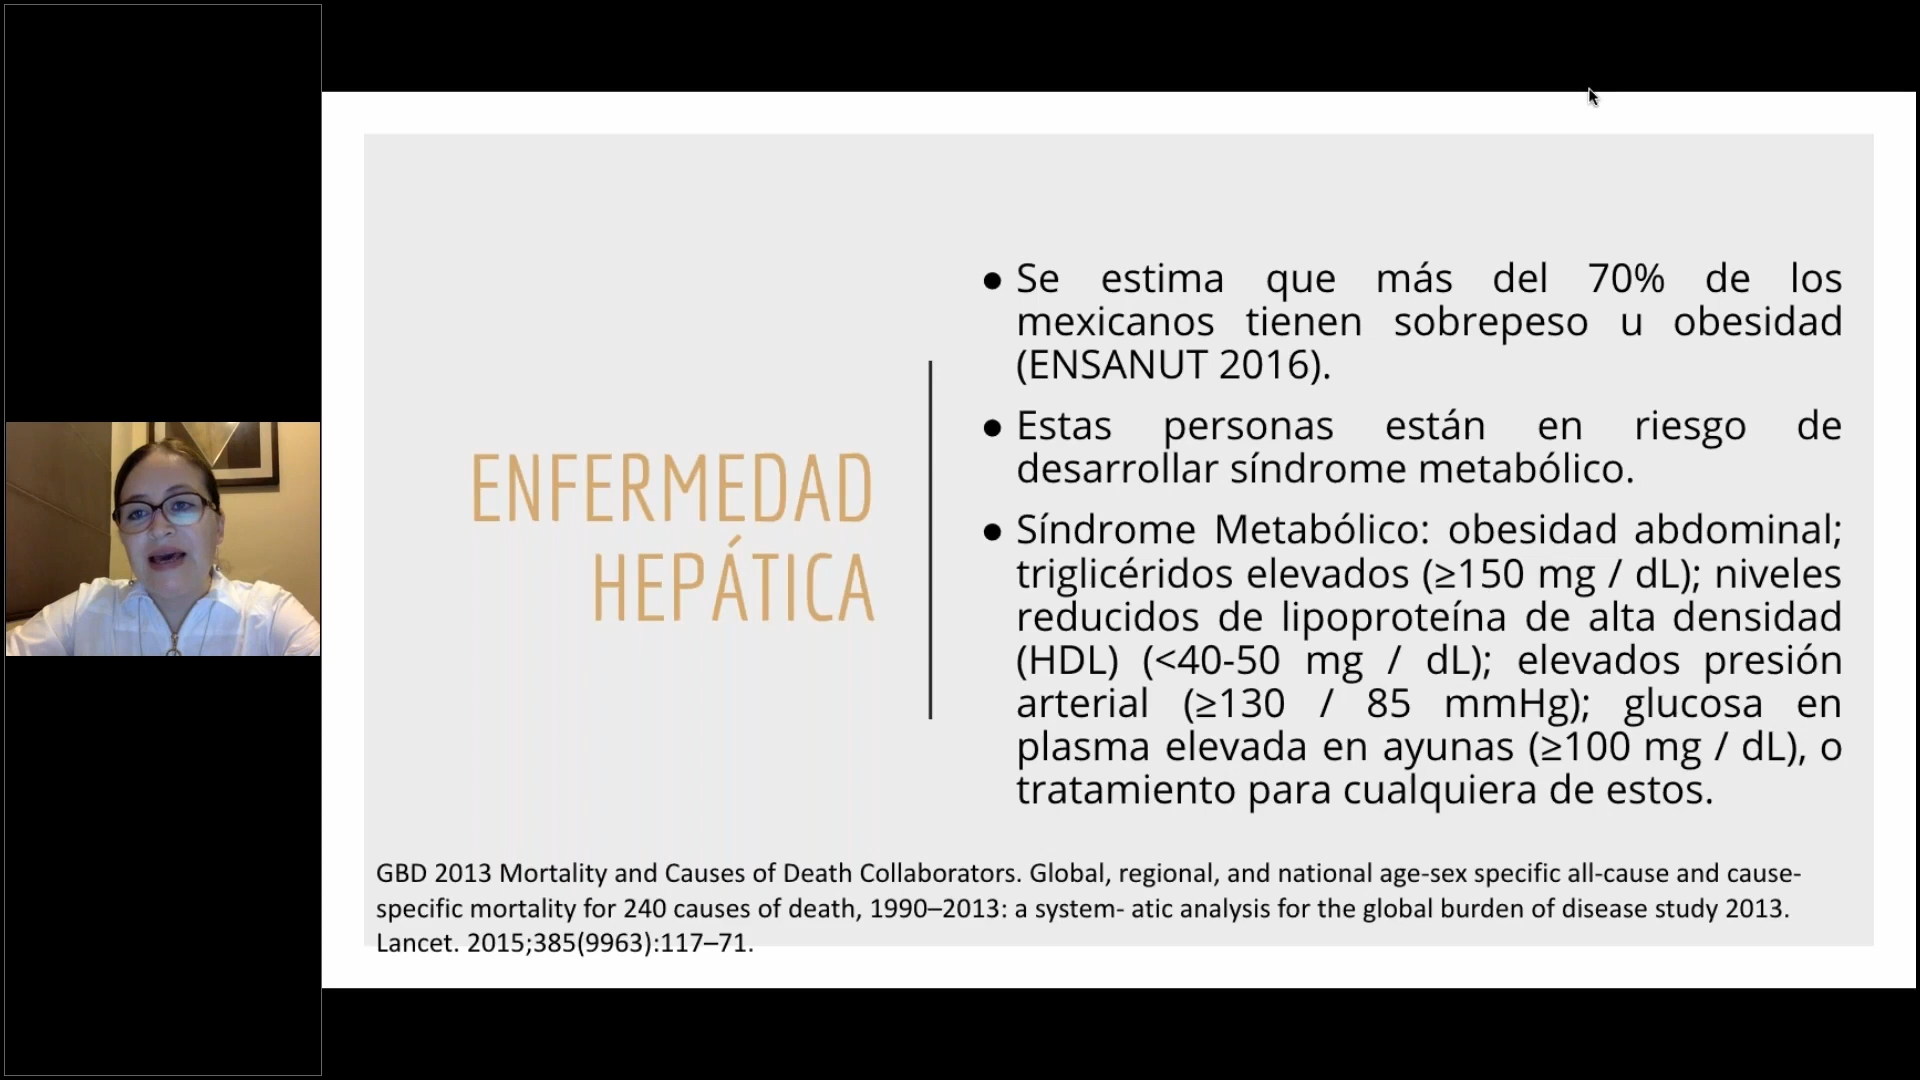 ENFERMEDAD
HEPÁTICA
● Se estima que más del 70% de los
mexicanos tienen sobrepeso u obesidad
(ENSANUT 2016).
● Estas personas están en riesgo de
desarrollar síndrome metabólico.
● Síndrome Metabólico: obesidad abdominal;
triglicéridos elevados (≥150 mg / dL); niveles
reducidos de lipoproteína de alta densidad
(HDL) (<40-50 mg / dL); elevados presión
arterial (≥130 / 85 mmHg); glucosa en
plasma elevada en ayunas (≥100 mg / dL), o
tratamiento para cualquiera de estos.
GBD 2013 Mortality and Causes of Death Collaborators. Global, regional, and national age-sex specific all-cause and cause-
specific mortality for 240 causes of death, 1990–2013: a system- atic analysis for the global burden of disease study 2013.
Lancet. 2015;385(9963):117–71.